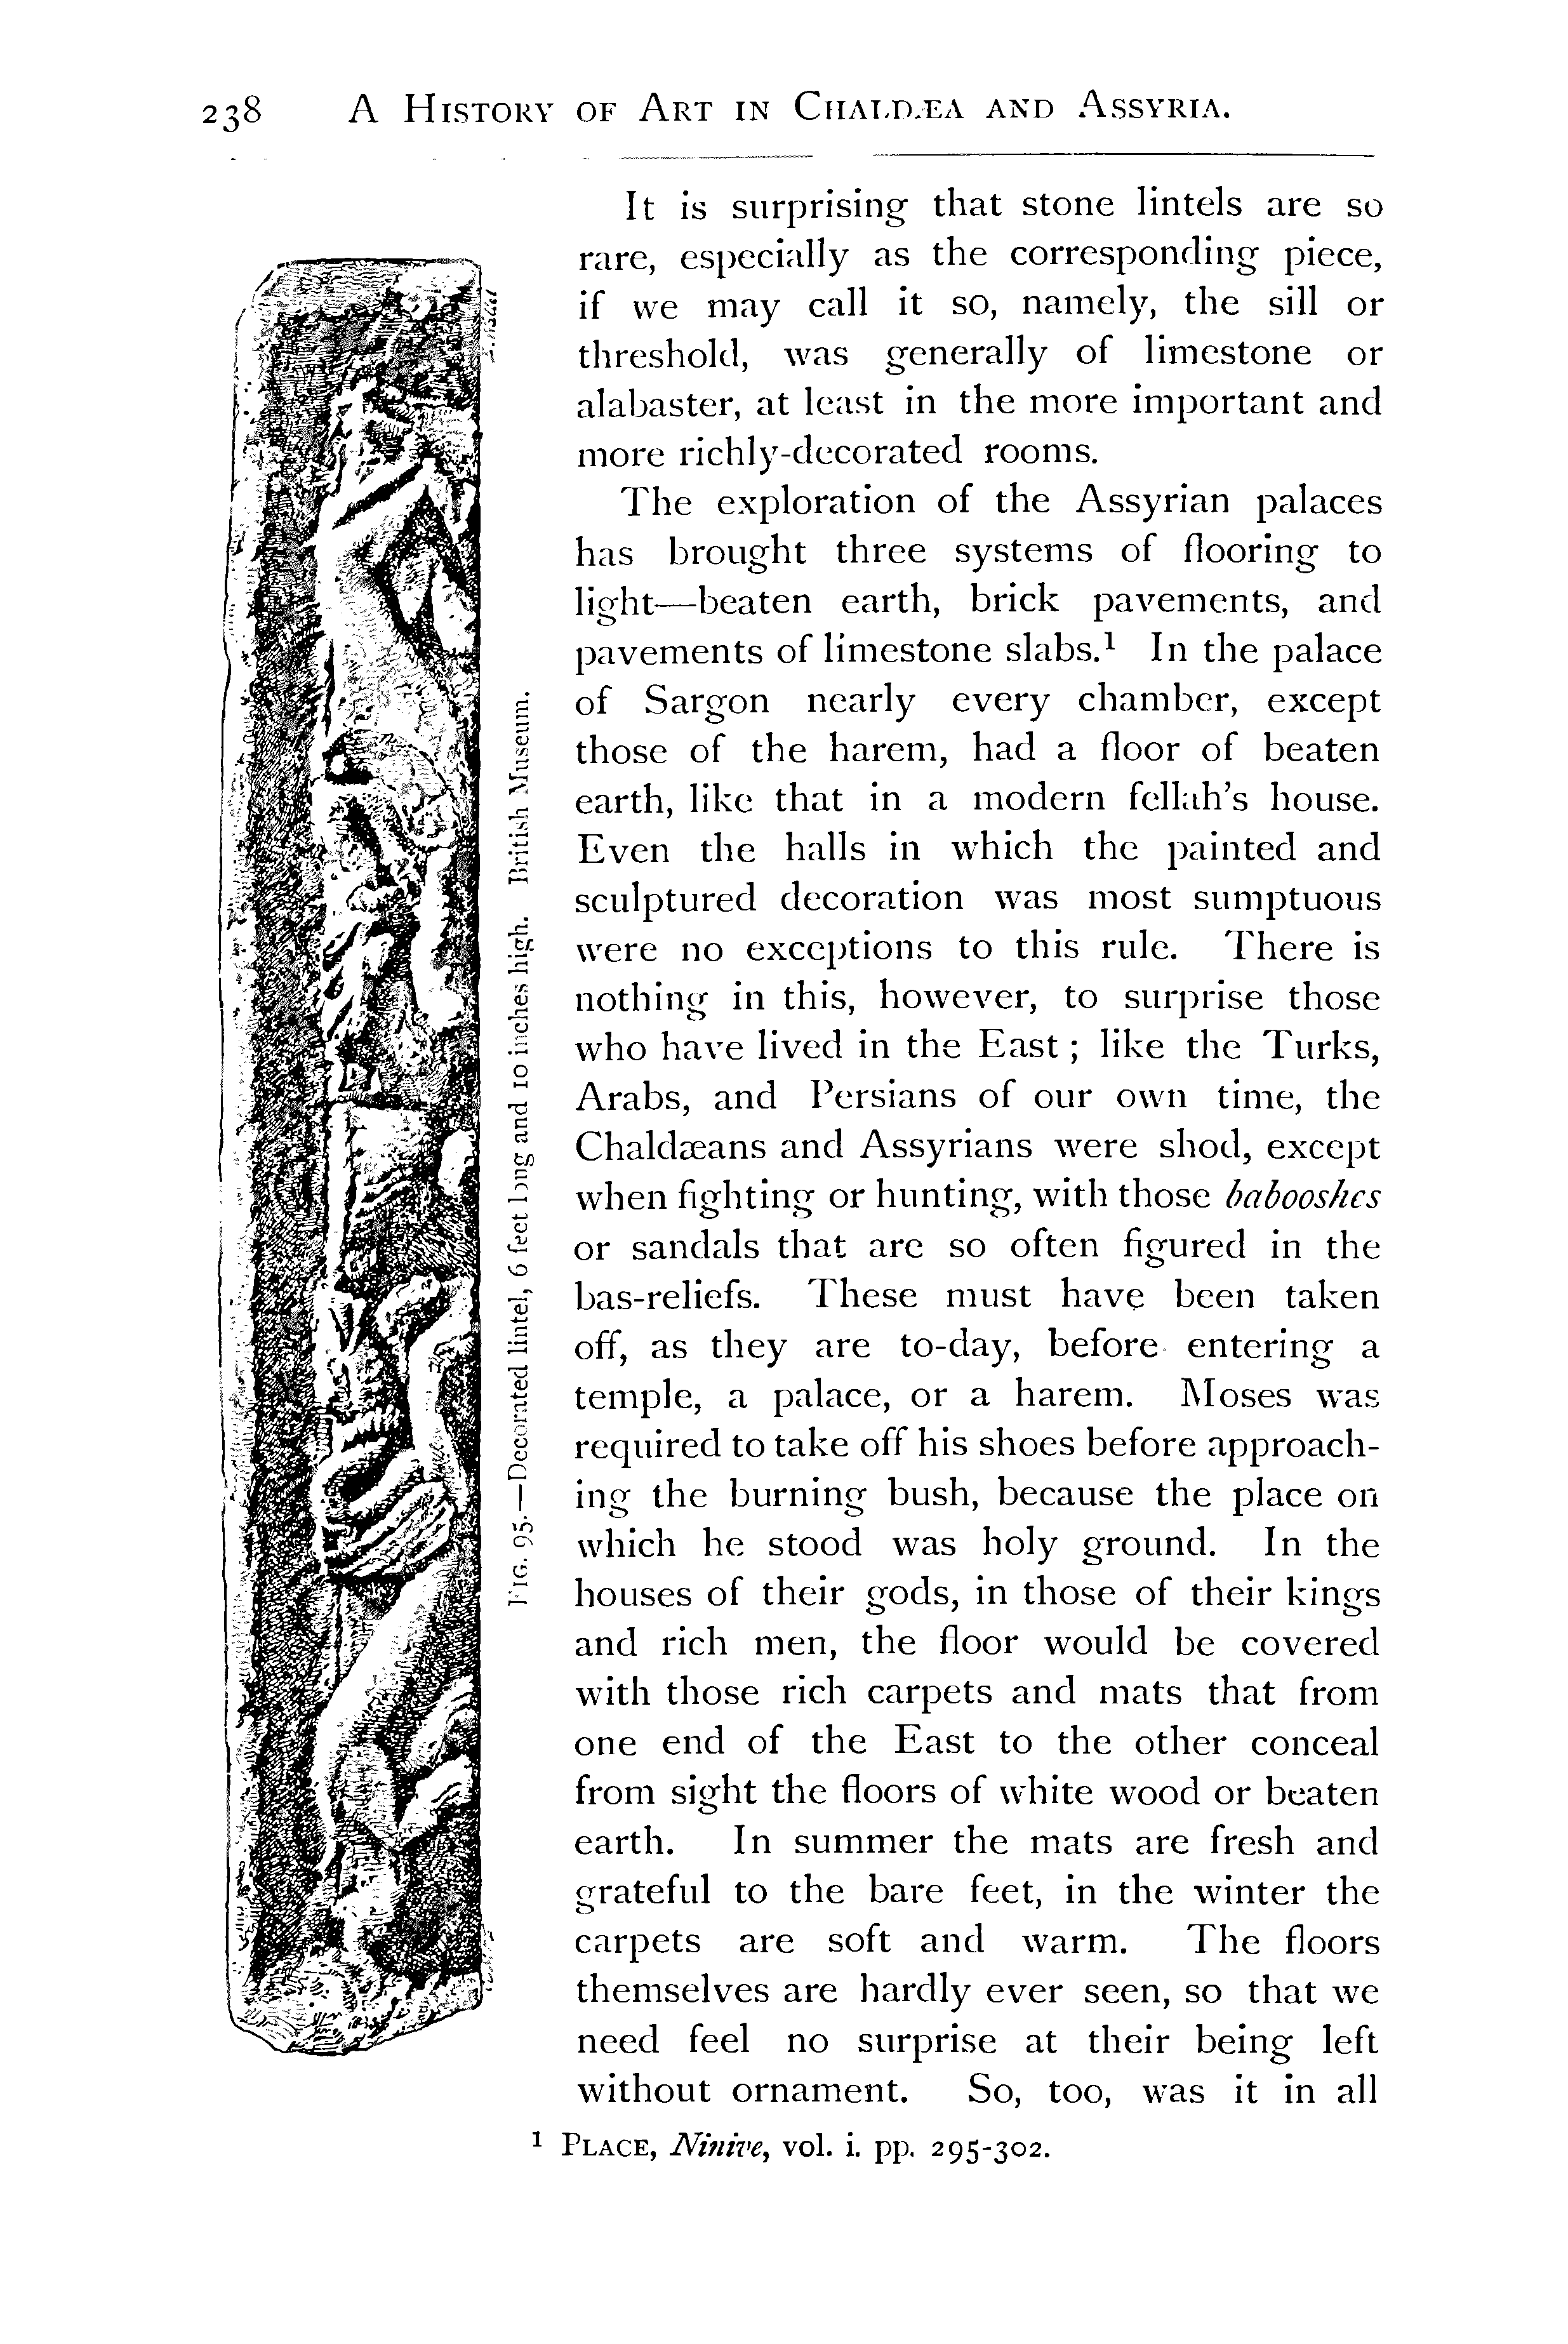 238 A History of Art in Chaldæa and Assyria.
It is surprising that stone lintels are so
rare, especially as the corresponding piece,
if we may call it so, namely, the sill or
threshold, was generally of limestone or
alabaster, at least in the more important and
more richly-decorated rooms.
The exploration of the Assyrian palaces
has brought three systems of flooring to
light—beaten earth, brick pavements, and
pavements of limestone slabs.¹ In the palace
of Sargon nearly every chamber, except
those of the harem, had a floor of beaten
earth, like that in a modern fellah's house.
Even the halls in which the painted and
sculptured decoration was most sumptuous
were no exceptions to this rule. There is
nothing in this, however, to surprise those
who have lived in the East; like the Turks,
Arabs, and Persians of our own time, the
Chaldæans and Assyrians were shod, except
when fighting or hunting, with those babooshes
or sandals that are so often figured in the
bas-reliefs. These must have been taken
off, as they are to-day, before entering a
temple, a palace, or a harem. Moses was
required to take off his shoes before approach-
ing the burning bush, because the place on
which he stood was holy ground. In the
houses of their gods, in those of their kings
and rich men, the floor would be covered
with those rich carpets and mats that from
one end of the East to the other conceal
from sight the floors of white wood or beaten
earth. In summer the mats are fresh and
grateful to the bare feet, in the winter the
carpets are soft and warm. The floors
themselves are hardly ever seen, so that we
need feel no surprise at their being left
without ornament. So, too, was it in all
Fig. 95.—Decorated lintel, 6 feet long and 10 inches high. British Museum.
¹ Place, Ninive, vol. i. pp. 295-302.